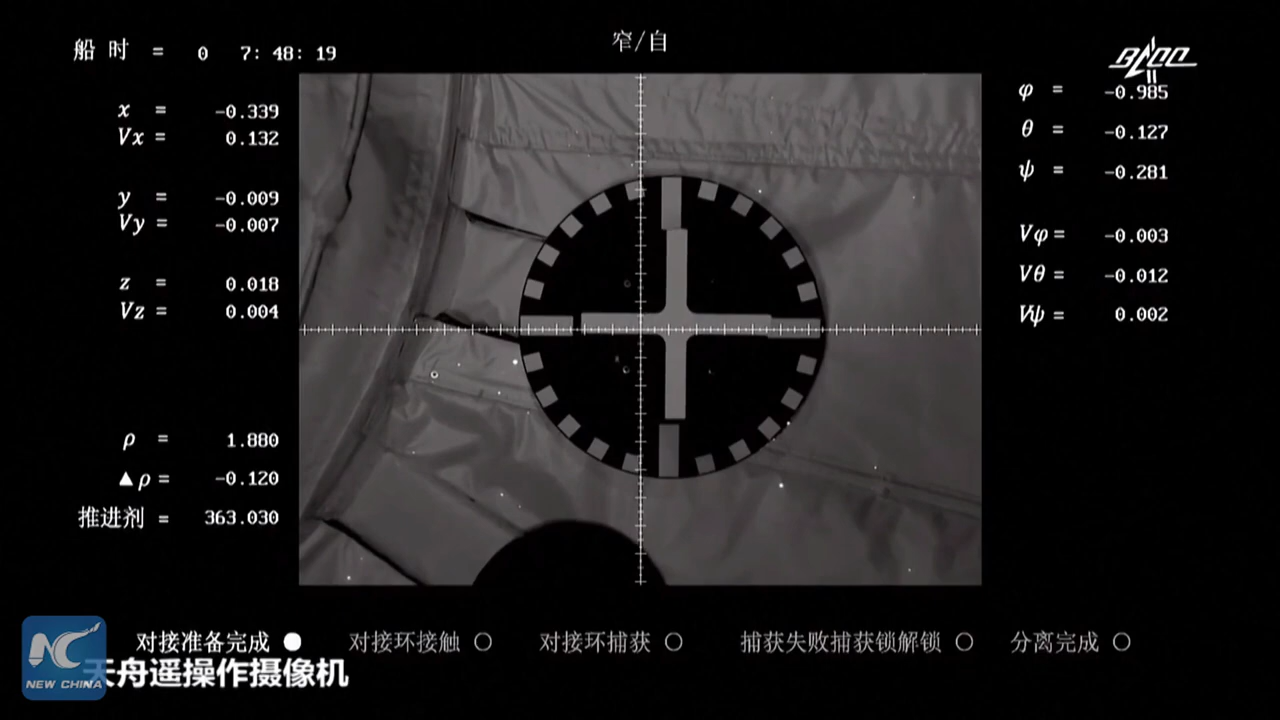 船 时 = 0 7: 48: 19
窄/自
BACC
x = -0.339
Vx = 0.132
y = -0.009
Vy = -0.007
z = 0.018
Vz = 0.004
ρ = 1.880
▲ρ = -0.120
推进剂 = 363.030
φ = -0.985
θ = -0.127
ψ = -0.281
Vφ = -0.003
Vθ = -0.012
Vψ = 0.002
对接准备完成 对接环接触 对接环捕获 捕获失败捕获锁解锁 分离完成
天舟遥操作摄像机
NC
NEW CHINA